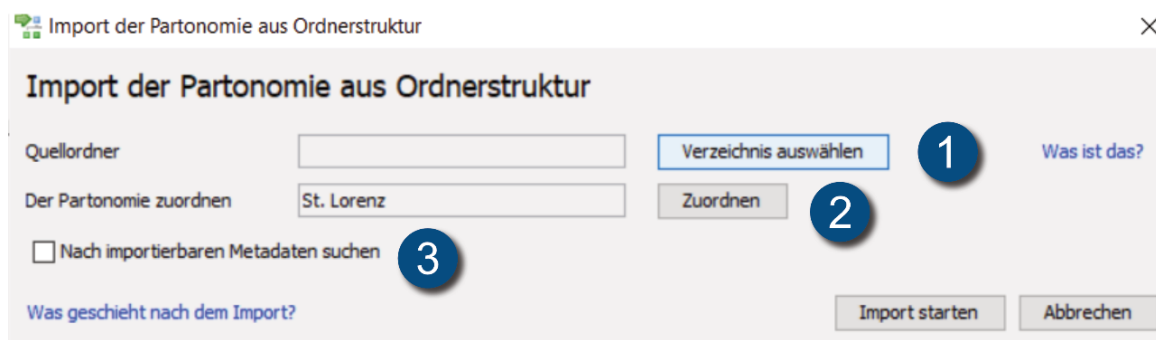 Import der Partonomie aus Ordnerstruktur
Import der Partonomie aus Ordnerstruktur
Quellordner Verzeichnis auswählen 1 Was ist das?
Der Partonomie zuordnen St. Lorenz Zuordnen 2
Nach importierbaren Metadaten suchen 3
Was geschieht nach dem Import? Import starten Abbrechen